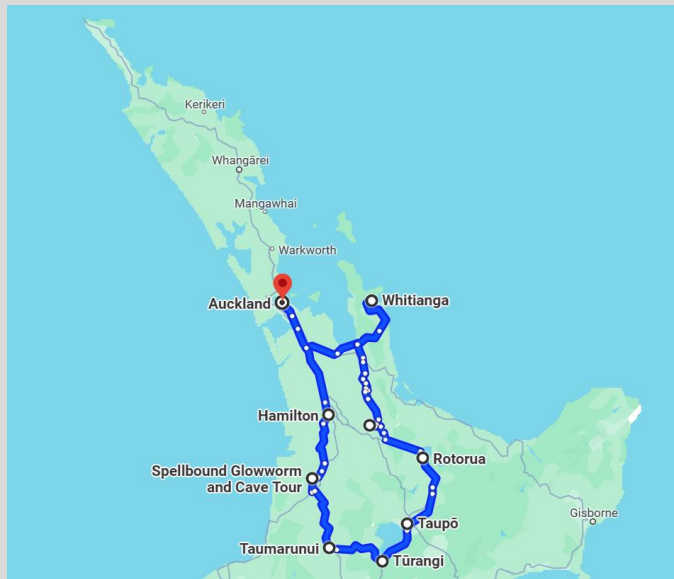 Kerikeri
Whangārei
Mangawhai
Warkworth
Auckland
Whitianga
Hamilton
Rotorua
Spellbound Glowworm
and Cave Tour
Taupō
Gisborne
Taumarunui
Tūrangi